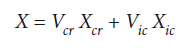 X = V_cr X_cr + V_ic X_ic